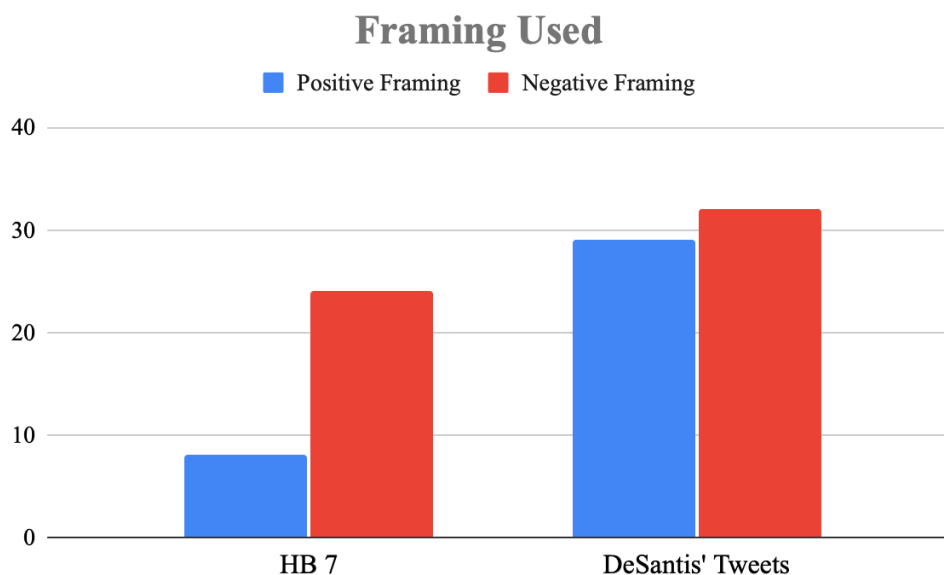 Framing Used
Positive Framing Negative Framing
40
30
20
10
0
HB 7 DeSantis' Tweets